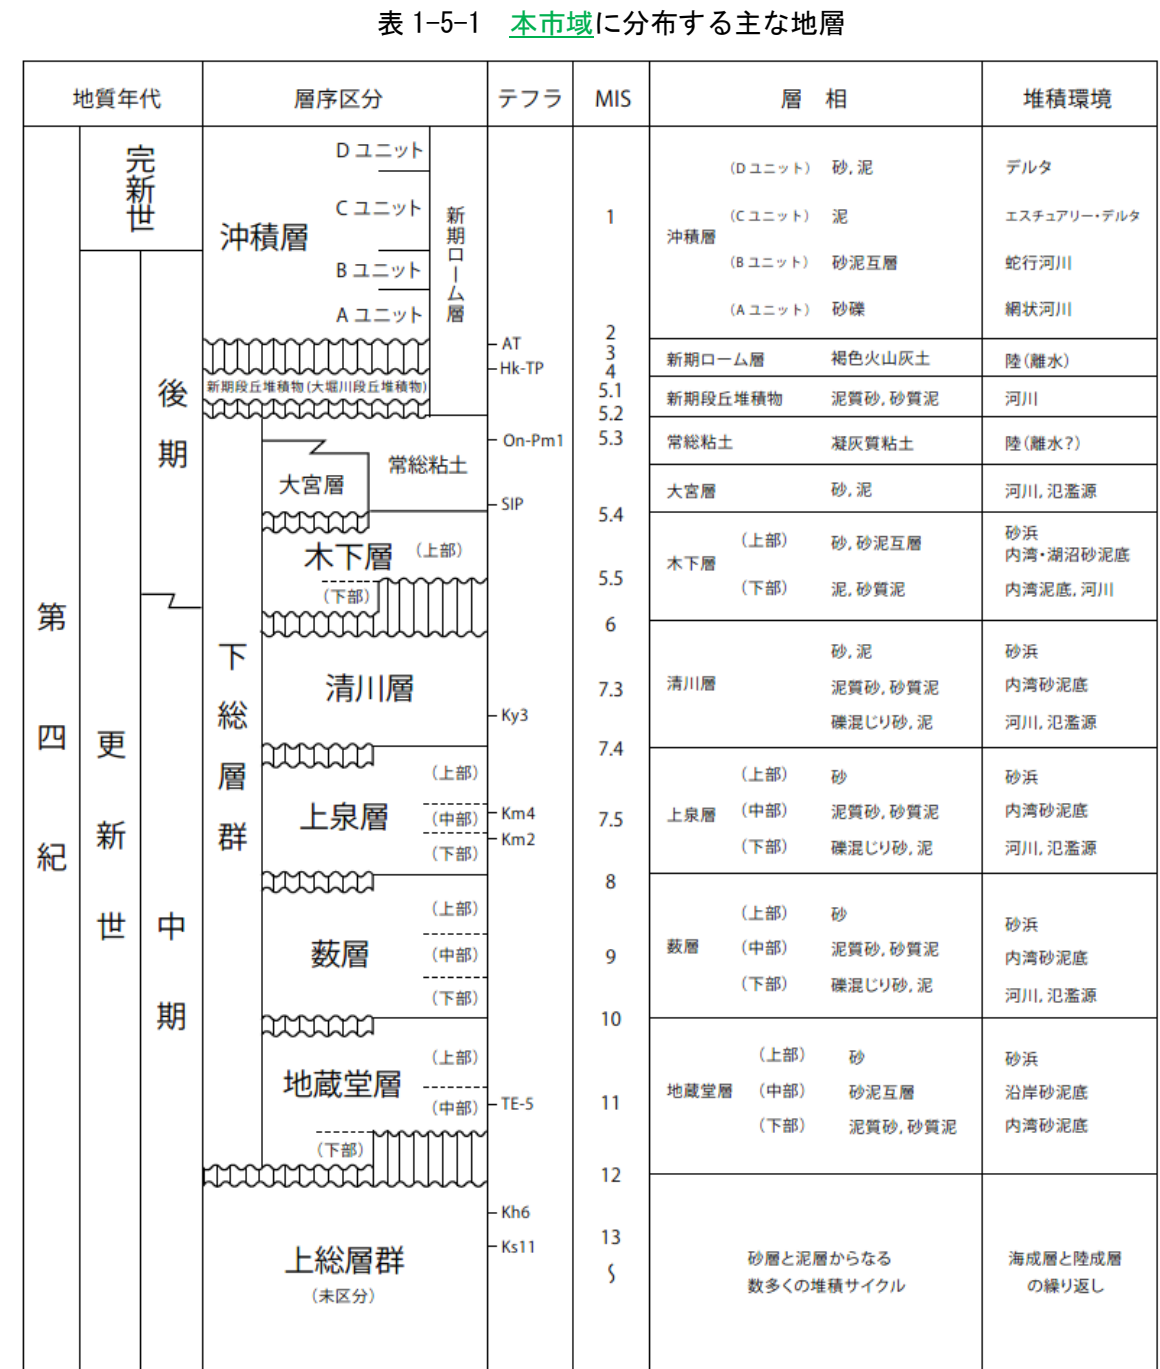 表 1-5-1 本市域に分布する主な地層
地質年代 層序区分 テフラ MIS 層 相 堆積環境
第四紀
完新世
更新世
後期
中期
沖積層
D ユニット
C ユニット
B ユニット
A ユニット
新期ローム層
新期段丘堆積物(大堀川段丘堆積物)
下総層群
大宮層
常総粘土
木下層 (上部)
(下部)
清川層
上泉層
(上部)
(中部)
(下部)
薮層
(上部)
(中部)
(下部)
地蔵堂層
(上部)
(中部)
(下部)
上総層群
(未区分)
AT
Hk-TP
On-Pm1
SIP
Ky3
Km4
Km2
TE-5
Kh6
Ks11
1
2
3
4
5.1
5.2
5.3
5.4
5.5
6
7.3
7.4
7.5
8
9
10
11
12
13
〜
沖積層
(D ユニット) 砂, 泥 デルタ
(C ユニット) 泥 エスチュアリー・デルタ
(B ユニット) 砂泥互層 蛇行河川
(A ユニット) 砂礫 網状河川
新期ローム層 褐色火山灰土 陸(離水)
新期段丘堆積物 泥質砂, 砂質泥 河川
常総粘土 凝灰質粘土 陸(離水?)
大宮層 砂, 泥 河川, 氾濫源
木下層
(上部) 砂, 砂泥互層 砂浜
内湾・湖沼砂泥底
(下部) 泥, 砂質泥 内湾泥底, 河川
清川層
砂, 泥 砂浜
泥質砂, 砂質泥 内湾砂泥底
礫混じり砂, 泥 河川, 氾濫源
上泉層
(上部) 砂 砂浜
(中部) 泥質砂, 砂質泥 内湾砂泥底
(下部) 礫混じり砂, 泥 河川, 氾濫源
薮層
(上部) 砂 砂浜
(中部) 泥質砂, 砂質泥 内湾砂泥底
(下部) 礫混じり砂, 泥 河川, 氾濫源
地蔵堂層
(上部) 砂 砂浜
(中部) 砂泥互層 沿岸砂泥底
(下部) 泥質砂, 砂質泥 内湾砂泥底
砂層と泥層からなる 海成層と陸成層
数多くの堆積サイクル の繰り返し